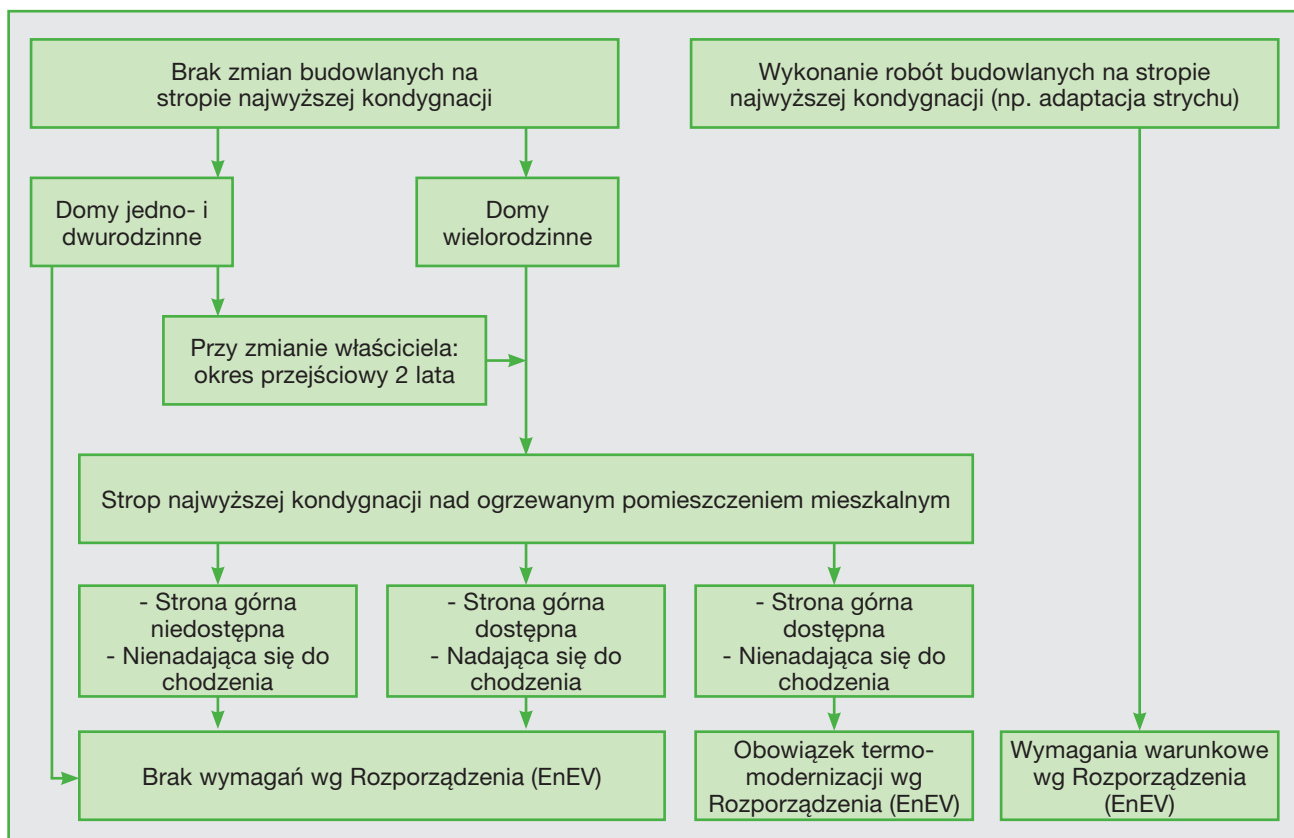 Brak zmian budowlanych na
stropie najwyższej kondygnacji
Wykonanie robót budowlanych na stropie
najwyższej kondygnacji (np. adaptacja strychu)
Domy jedno- i
dwurodzinne
Domy
wielorodzinne
Przy zmianie właściciela:
okres przejściowy 2 lata
Strop najwyższej kondygnacji nad ogrzewanym pomieszczeniem mieszkalnym
- Strona górna
niedostępna
- Nienadająca się do
chodzenia
- Strona górna
dostępna
- Nadająca się do
chodzenia
- Strona górna
dostępna
- Nienadająca się do
chodzenia
Brak wymagań wg Rozporządzenia (EnEV)
Obowiązek termo-
modernizacji wg
Rozporządzenia (EnEV)
Wymagania warunkowe
wg Rozporządzenia
(EnEV)